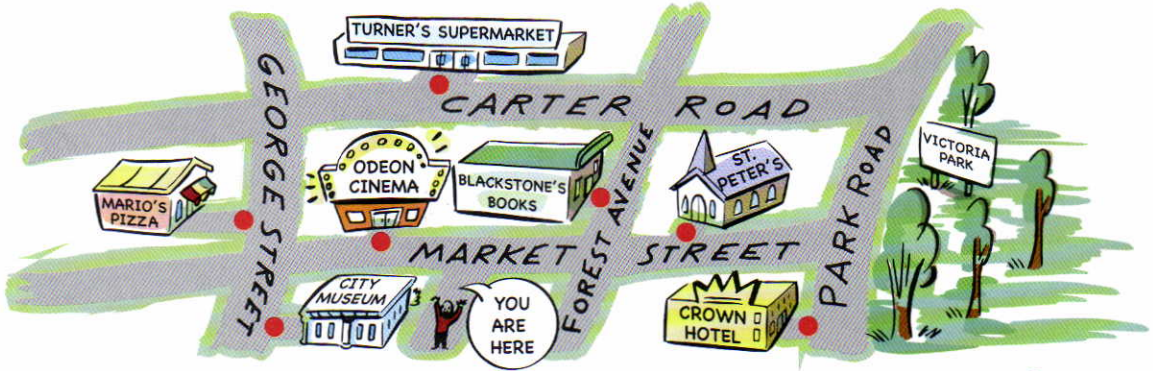 TURNER'S SUPERMARKET
GEORGE STREET
CARTER ROAD
VICTORIA
PARK
ODEON
CINEMA
BLACKSTONE'S
BOOKS
FOREST AVENUE
ST.
PETER'S
PARK ROAD
MARIO'S
PIZZA
MARKET STREET
CITY
MUSEUM
YOU
ARE
HERE
CROWN
HOTEL